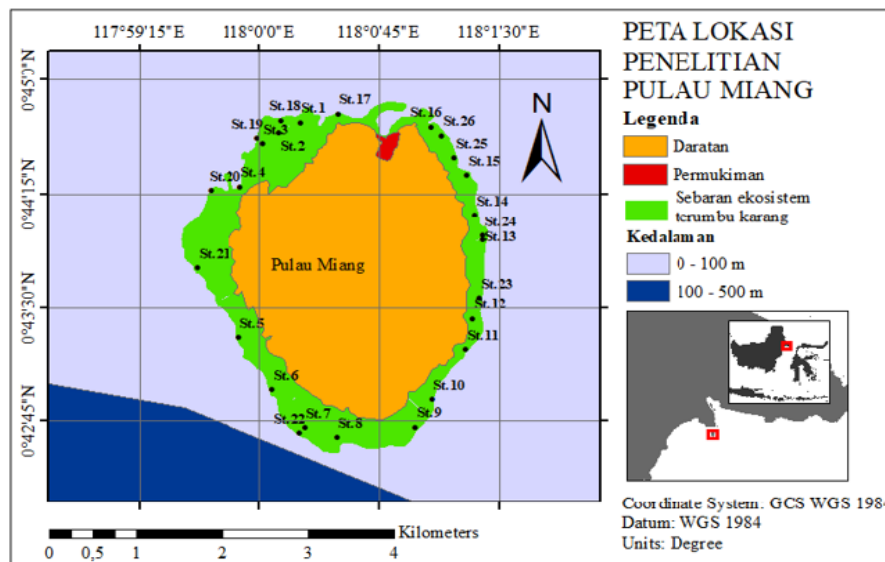 117°59'15"E 118°0'0"E 118°0'45"E 118°1'30"E
0°45'0"N
0°44'15"N
0°43'30"N
0°42'45"N
St.17
St.18 St.1
St.16
St.26
St.19
St.3
St.2
St.25
St.15
St.20 St.4
St.14
St.24
St.13
St.21
Pulau Miang
St.23
St.12
St.5
St.11
St.6
St.10
St.22 St.7
St.8
St.9
N
0 0,5 1 2 3 4
Kilometers
PETA LOKASI
PENELITIAN
PULAU MIANG
Legenda
Daratan
Permukiman
Sebaran ekosistem
terumbu karang
Kedalaman
0 - 100 m
100 - 500 m
Coordinate System: GCS WGS 1984
Datum: WGS 1984
Units: Degree